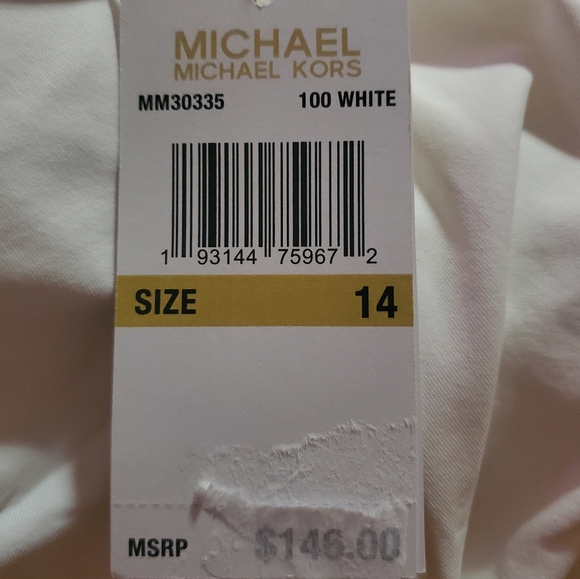 MICHAEL
MICHAEL KORS
MM30335 100 WHITE
1 93144 75967 2
SIZE 14
MSRP $146.00